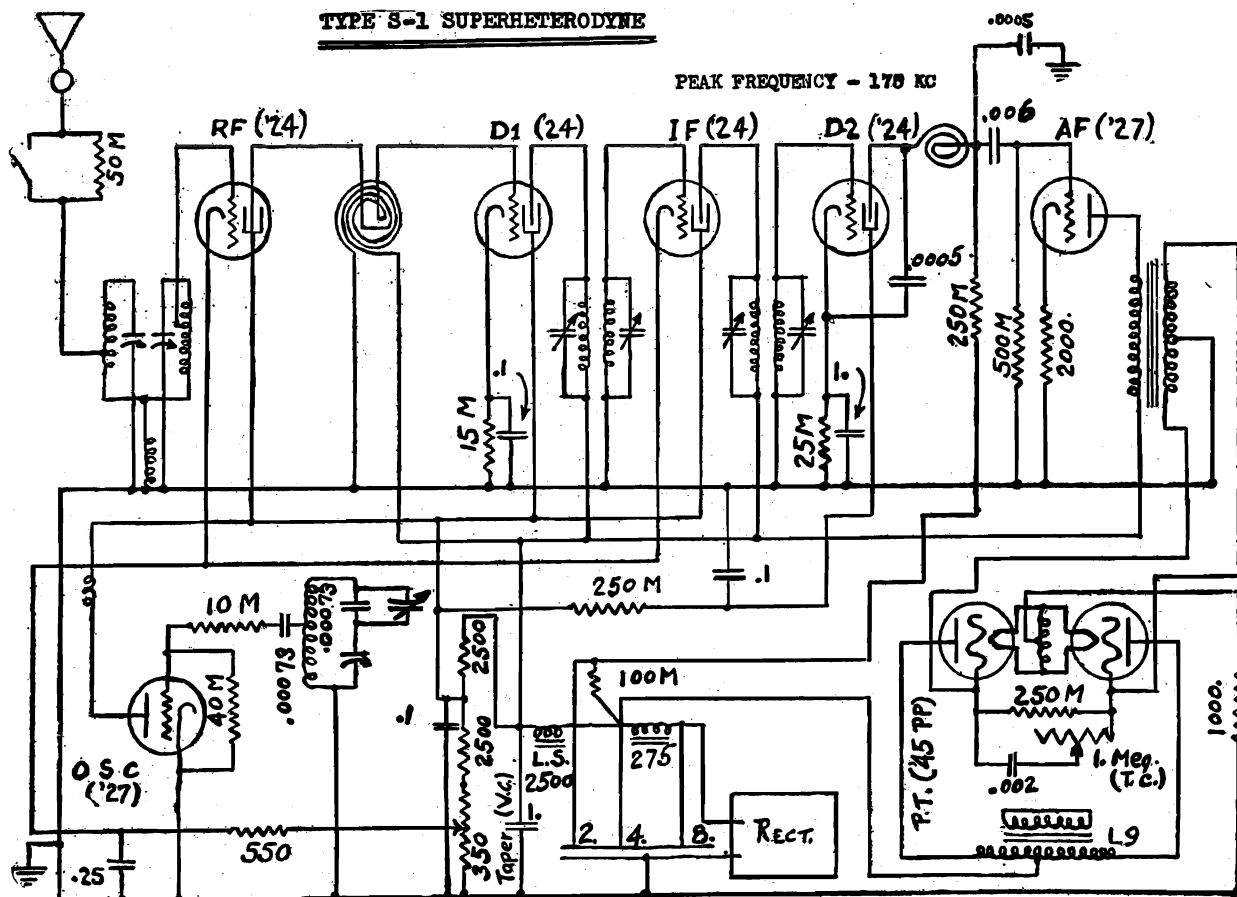 TYPE S-1 SUPERHETERODYNE
.0005
PEAK FREQUENCY - 175 KC
RF ('24)
D1 ('24)
IF ('24)
D2 ('24)
.006
AF ('27)
50 M
.0005
250 M
500 M
2000.
.1
15 M
1.
25 M
.1
250 M
10 M
.00073
.00073
40 M
2500
100 M
.1
2500
L.S.
2500
275
250 M
1. Meg.
(T.C.)
.002
P.T. ('45 PP)
1000.
OSC
('27)
Taper (V.C.)
350
1.
2.
4.
8.
RECT.
L9
550
.25